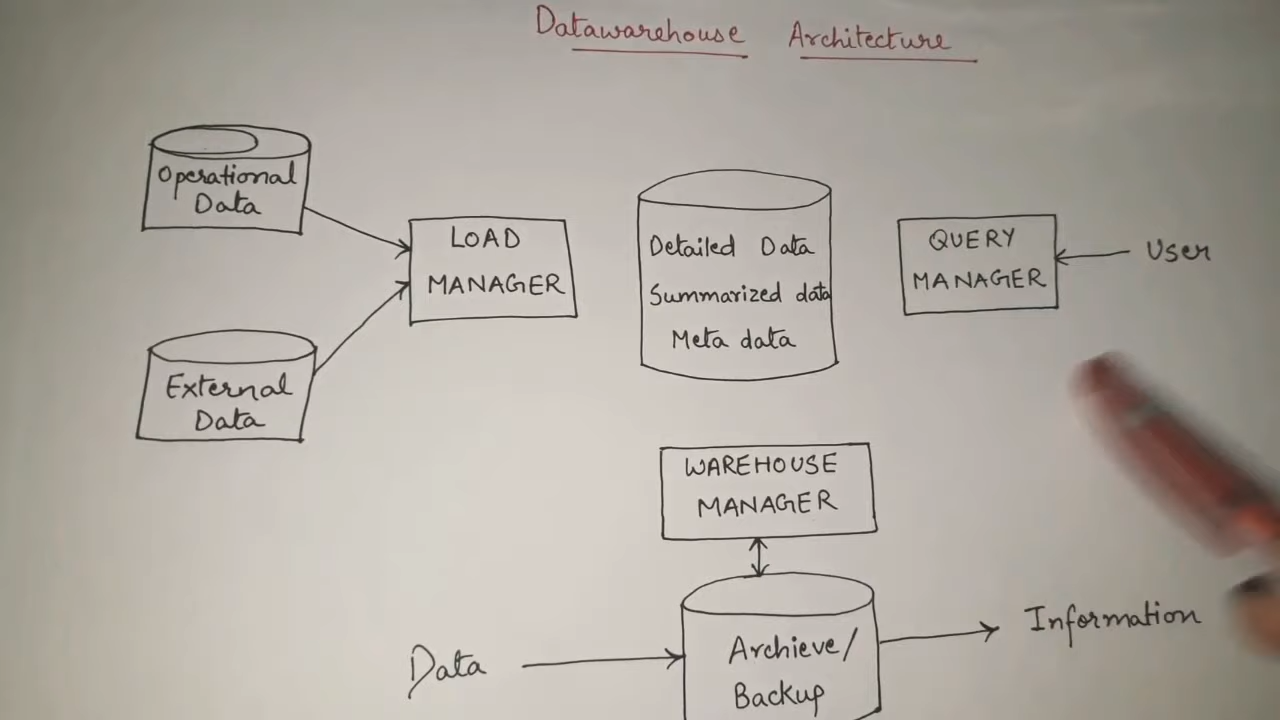 Datawarehouse Architecture
Operational
Data
External
Data
LOAD
MANAGER
Detailed Data
Summarized data
Meta data
QUERY
MANAGER
User
WAREHOUSE
MANAGER
Data
Archieve/
Backup
Information